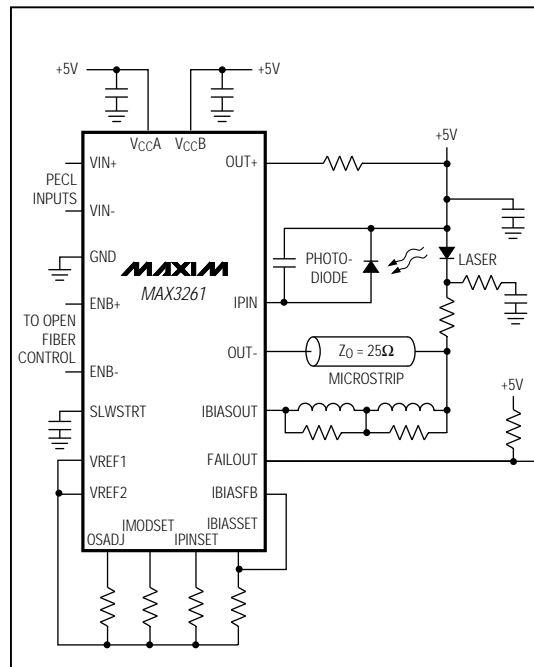 +5V
+5V
VCCA
VCCB
+5V
VIN+
OUT+
PECL
INPUTS
VIN-
GND
MAXIM
MAX3261
PHOTO-
DIODE
LASER
ENB+
IPIN
TO OPEN
FIBER
CONTROL
OUT-
ZO = 25Ω
MICROSTRIP
ENB-
+5V
SLWSTRT
IBIASOUT
VREF1
FAILOUT
VREF2
IBIASFB
OSADJ
IMODSET
IPINSET
IBIASSET